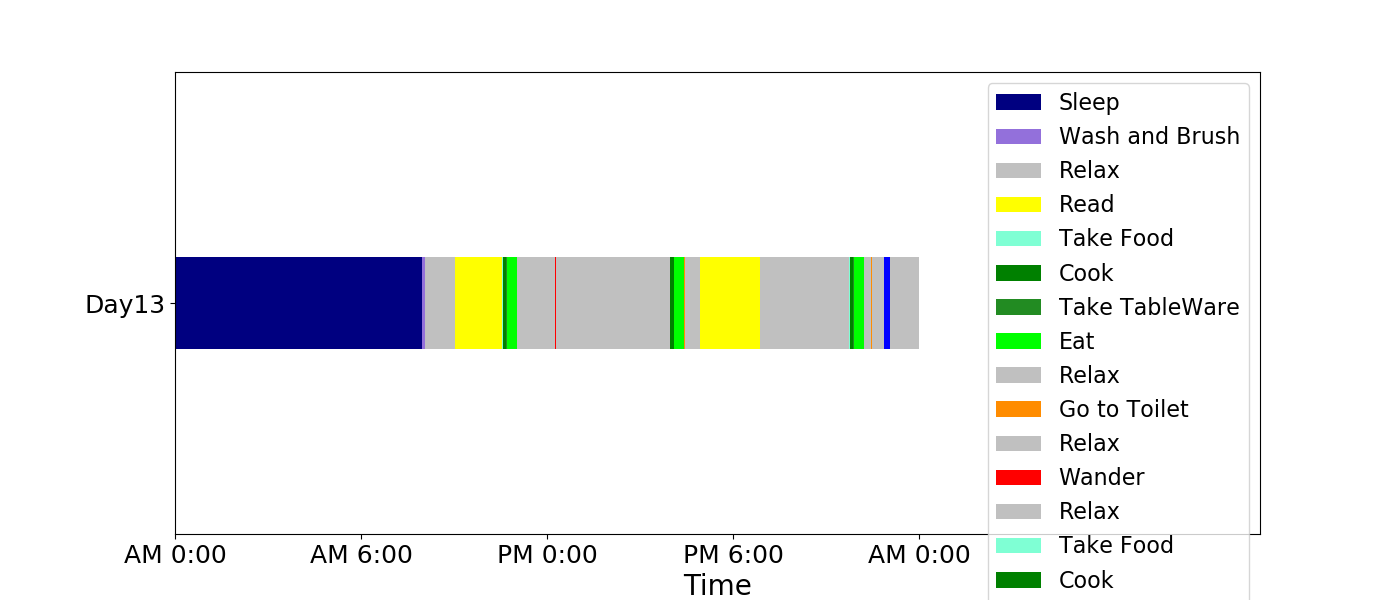 Sleep
Wash and Brush
Relax
Read
Take Food
Cook
Take TableWare
Eat
Relax
Go to Toilet
Relax
Wander
Relax
Take Food
Cook
Day13
AM 0:00 AM 6:00 PM 0:00 PM 6:00 AM 0:00
Time